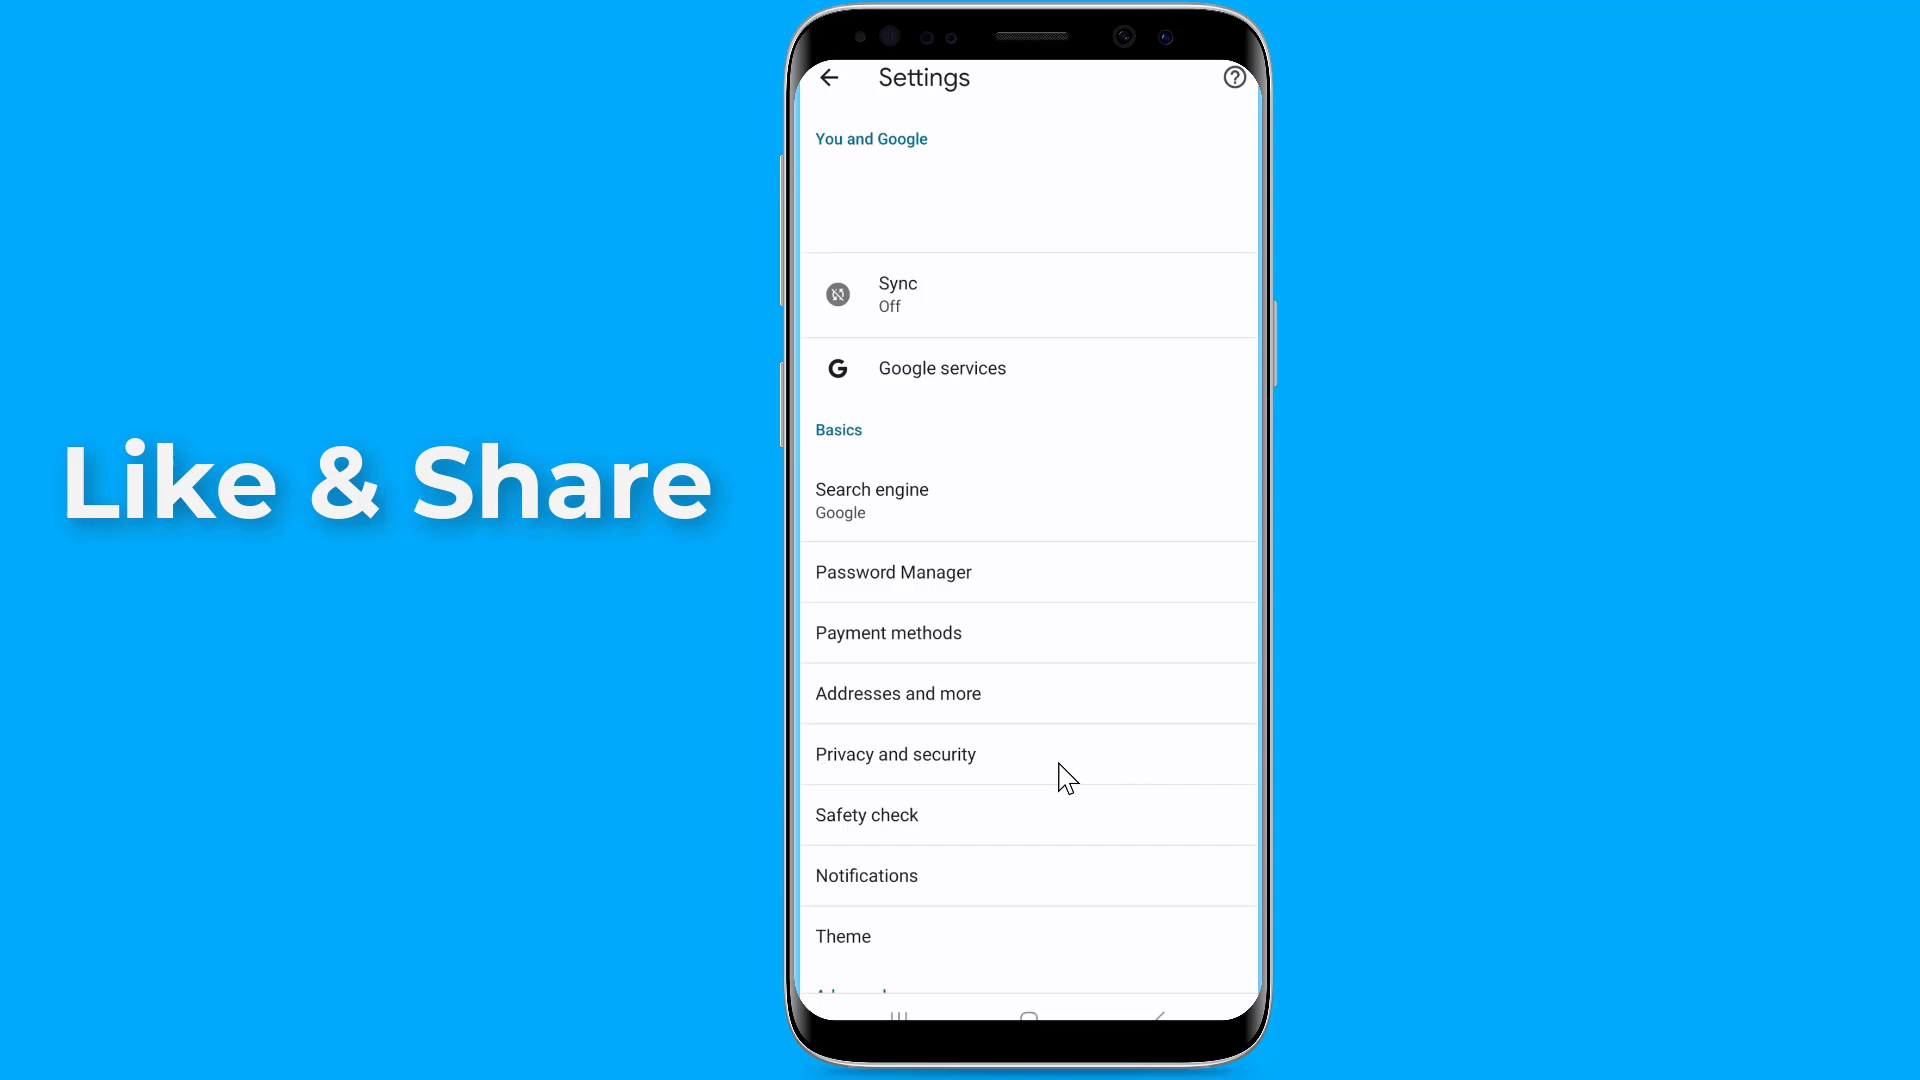 Like & Share
Settings
You and Google
Sync
Off
Google services
Basics
Search engine
Google
Password Manager
Payment methods
Addresses and more
Privacy and security
Safety check
Notifications
Theme